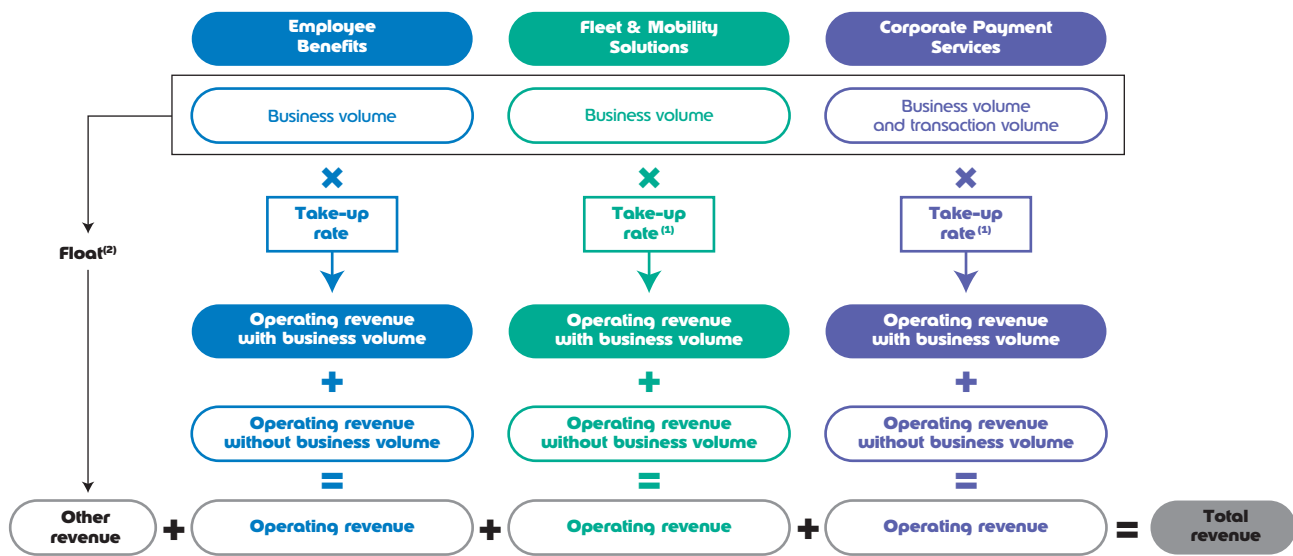 Employee
Benefits
Fleet & Mobility
Solutions
Corporate Payment
Services
Business volume
Business volume
Business volume
and transaction volume
×
×
×
Take-up
rate
Take-up
rate(1)
Take-up
rate(1)
Float(2)
Operating revenue
with business volume
Operating revenue
with business volume
Operating revenue
with business volume
+
+
+
Operating revenue
without business volume
Operating revenue
without business volume
Operating revenue
without business volume
=
=
=
Other
revenue
+
Operating revenue
+
Operating revenue
+
Operating revenue
=
Total
revenue